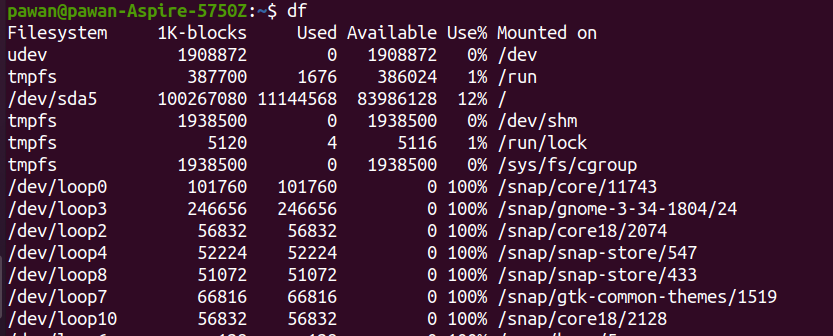 pawan@pawan-Aspire-5750Z:~$ df
Filesystem     1K-blocks     Used Available Use% Mounted on
udev             1908872        0   1908872   0% /dev
tmpfs             387700     1676    386024   1% /run
/dev/sda5      100267080 11144568  83986128  12% /
tmpfs            1938500        0   1938500   0% /dev/shm
tmpfs               5120        4      5116   1% /run/lock
tmpfs            1938500        0   1938500   0% /sys/fs/cgroup
/dev/loop0        101760   101760         0 100% /snap/core/11743
/dev/loop3        246656   246656         0 100% /snap/gnome-3-34-1804/24
/dev/loop2         56832    56832         0 100% /snap/core18/2074
/dev/loop4         52224    52224         0 100% /snap/snap-store/547
/dev/loop8         51072    51072         0 100% /snap/snap-store/433
/dev/loop7         66816    66816         0 100% /snap/gtk-common-themes/1519
/dev/loop10        56832    56832         0 100% /snap/core18/2128